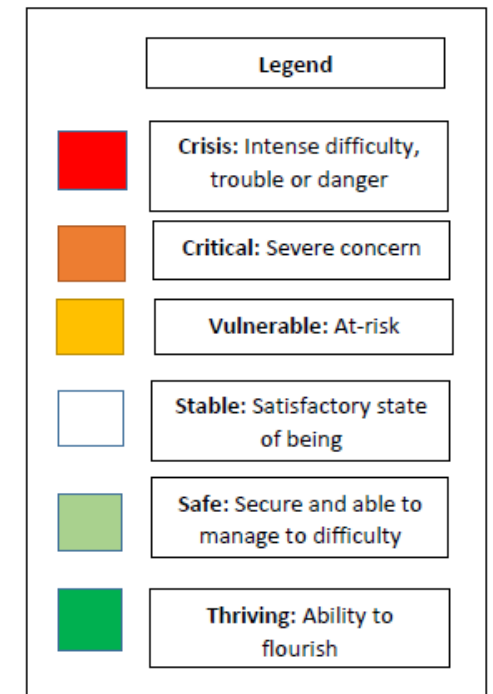 Legend
Crisis: Intense difficulty,
trouble or danger
Critical: Severe concern
Vulnerable: At-risk
Stable: Satisfactory state
of being
Safe: Secure and able to
manage to difficulty
Thriving: Ability to
flourish